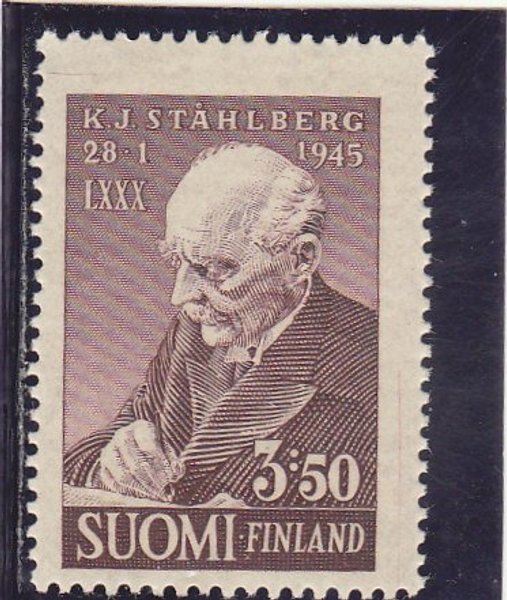 K.J. STÅHLBERG
28·1 1945
LXXX
3:50
SUOMI·FINLAND